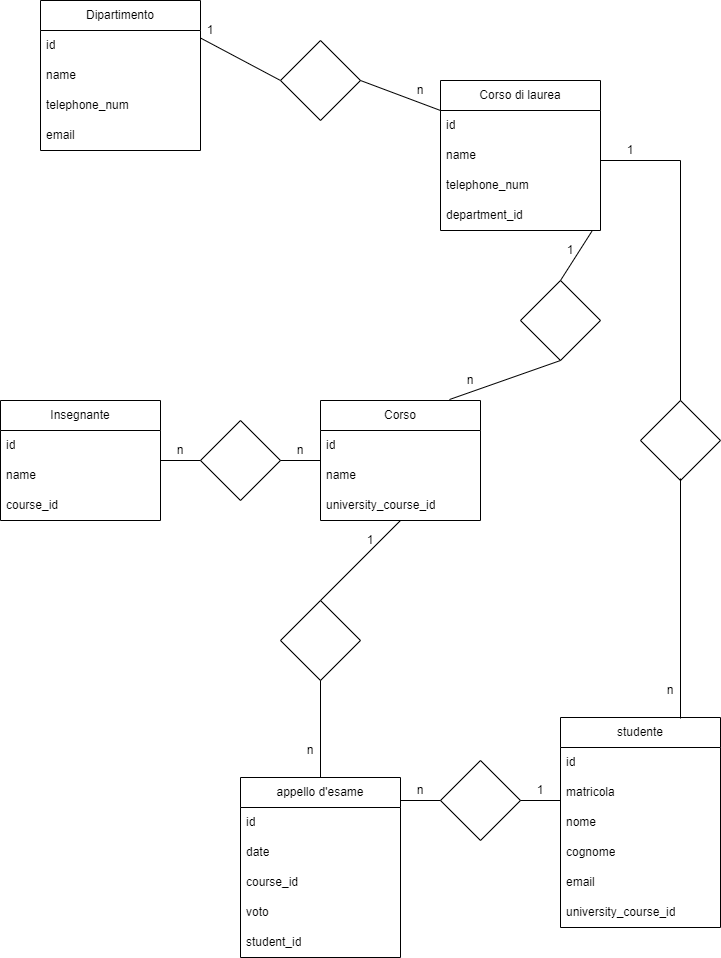 Dipartimento
id
name
telephone_num
email
1
n
Corso di laurea
id
name
telephone_num
department_id
1
1
n
Insegnante
id
name
course_id
n
n
Corso
id
name
university_course_id
1
n
n
appello d'esame
id
date
course_id
voto
student_id
n
1
studente
id
matricola
nome
cognome
email
university_course_id